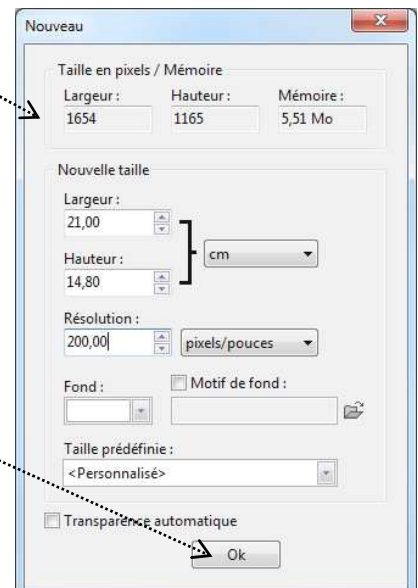 Nouveau
Taille en pixels / Mémoire
Largeur : Hauteur : Mémoire :
1654 1165 5,51 Mo
Nouvelle taille
Largeur :
21,00
cm
Hauteur :
14,80
Résolution :
200,00 pixels/pouces
Fond : Motif de fond :
Taille prédéfinie :
<Personnalisé>
Transparence automatique
Ok